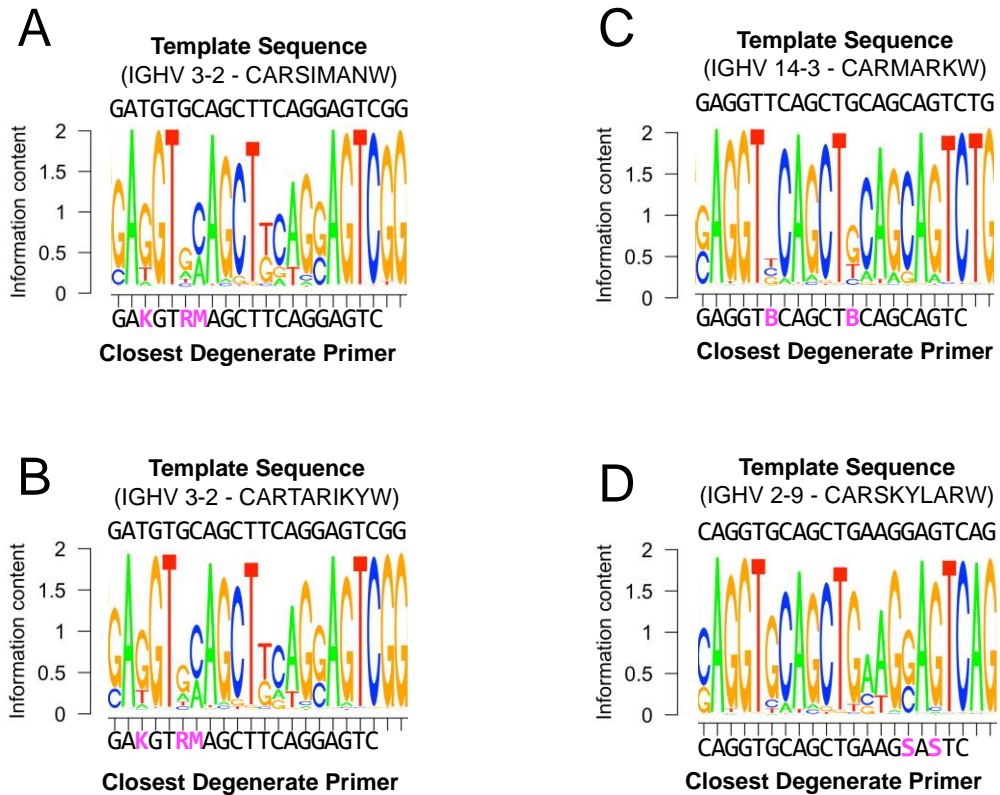 A
Template Sequence
(IGHV 3-2 - CARSIMANW)
GATGTGCAGCTTCAGGAGTCGG
Information content
2
1.5
1
0.5
0
GAKGTRMAGCTTCAGGAGTC
Closest Degenerate Primer
C
Template Sequence
(IGHV 14-3 - CARMARKW)
GAGGTTCAGCTGCAGCAGTCTG
Information content
2
1.5
1
0.5
0
GAGGTBCAGCTBCAGCAGTC
Closest Degenerate Primer
B
Template Sequence
(IGHV 3-2 - CARTARIKYW)
GATGTGCAGCTTCAGGAGTCGG
Information content
2
1.5
1
0.5
0
GAKGTRMAGCTTCAGGAGTC
Closest Degenerate Primer
D
Template Sequence
(IGHV 2-9 - CARSKYLARW)
CAGGTGCAGCTGAAGGAGTCAG
Information content
2
1.5
1
0.5
0
CAGGTGCAGCTGAAGSASTC
Closest Degenerate Primer